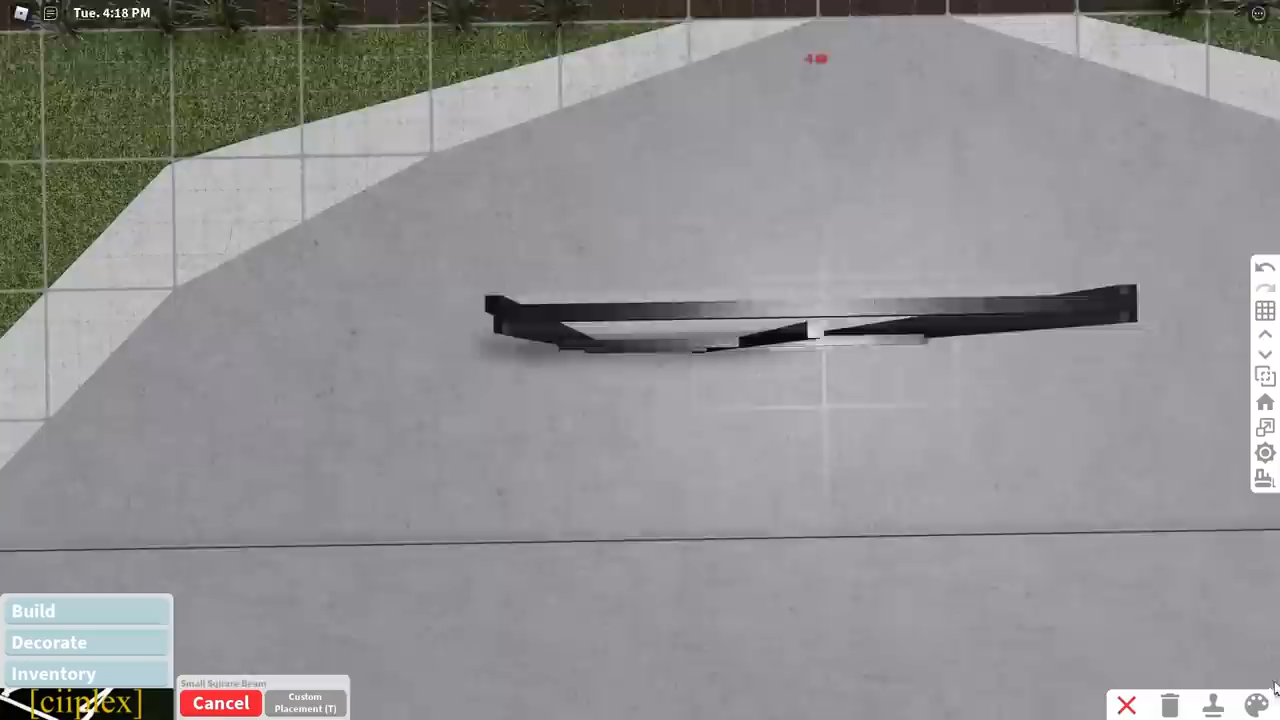 Tue. 4:18 PM
Build
Decorate
Inventory
[ciiplex]
Small Square Beam
Cancel
Custom
Placement (T)